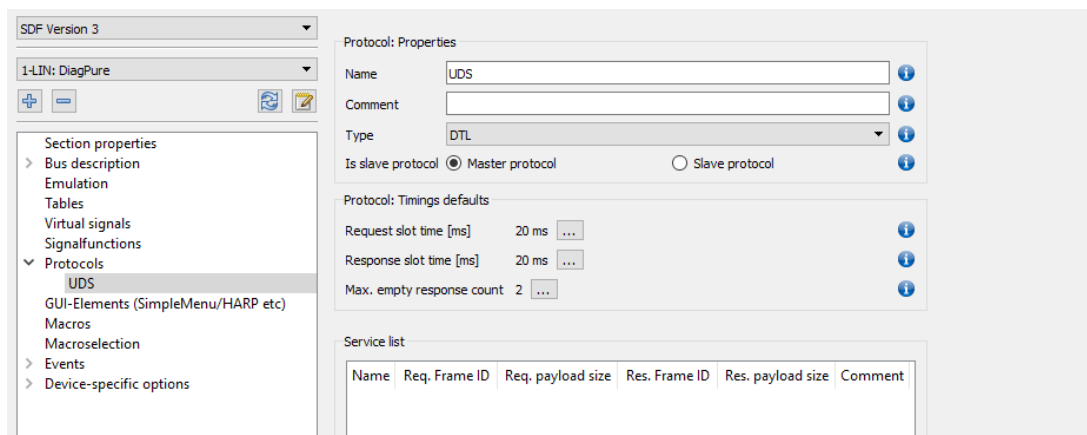 SDF Version 3
1-LIN: DiagPure
Section properties
Bus description
Emulation
Tables
Virtual signals
Signalfunctions
Protocols
UDS
GUI-Elements (SimpleMenu/HARP etc)
Macros
Macroselection
Events
Device-specific options
Protocol: Properties
Name UDS
Comment
Type DTL
Is slave protocol Master protocol Slave protocol
Protocol: Timings defaults
Request slot time [ms] 20 ms ...
Response slot time [ms] 20 ms ...
Max. empty response count 2 ...
Service list
Name Req. Frame ID Req. payload size Res. Frame ID Res. payload size Comment